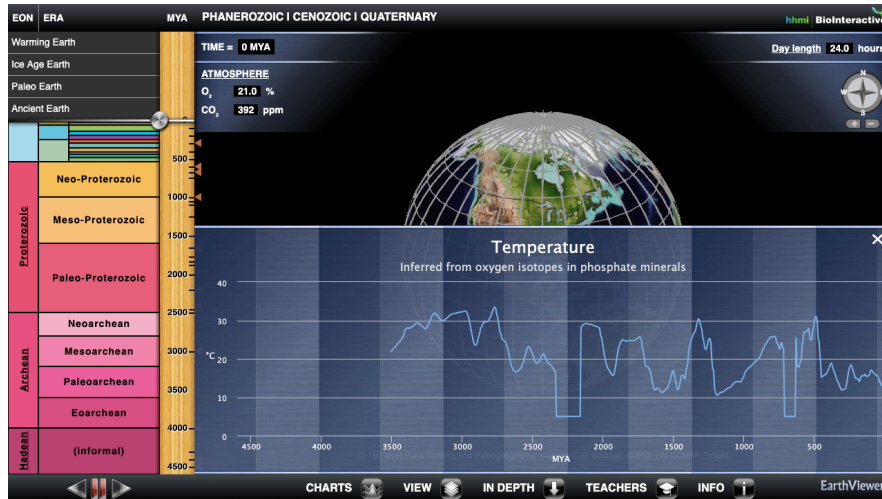 EON ERA MYA PHANEROZOIC | CENOZOIC | QUATERNARY
hhmi BioInteractive
Warming Earth
Ice Age Earth
Paleo Earth
Ancient Earth
TIME = 0 MYA
Day length 24.0 hours
ATMOSPHERE
O₂ 21.0 %
CO₂ 392 ppm
N
W
S
500
1000
1500
2000
2500
3000
3500
4000
4500
Proterozoic
Neo-Proterozoic
Meso-Proterozoic
Paleo-Proterozoic
Archean
Neoarchean
Mesoarchean
Paleoarchean
Eoarchean
Hadean
(informal)
Temperature
Inferred from oxygen isotopes in phosphate minerals
°C
40
30
20
10
0
4500 4000 3500 3000 2500 2000 1500 1000 500
MYA
CHARTS VIEW IN DEPTH TEACHERS INFO EarthViewer